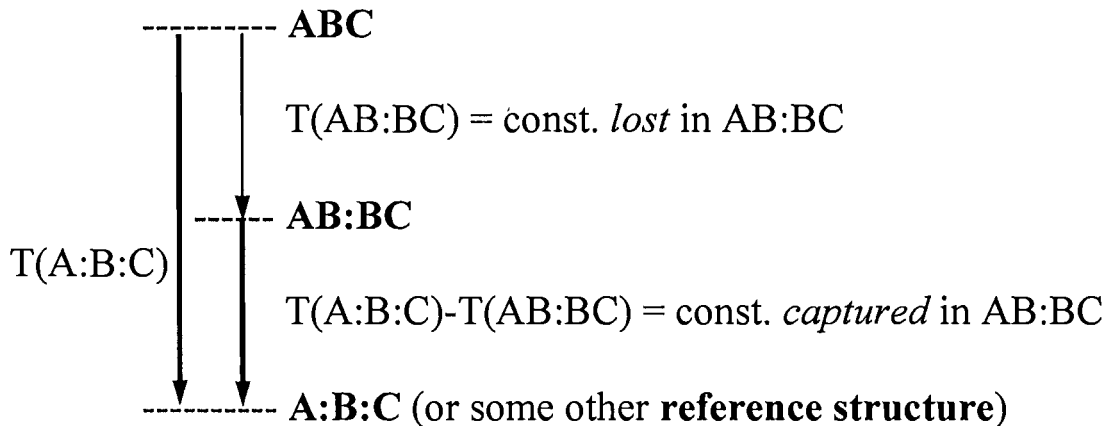 ABC
T(AB:BC) = const. lost in AB:BC
AB:BC
T(A:B:C)
T(A:B:C)-T(AB:BC) = const. captured in AB:BC
A:B:C (or some other reference structure)